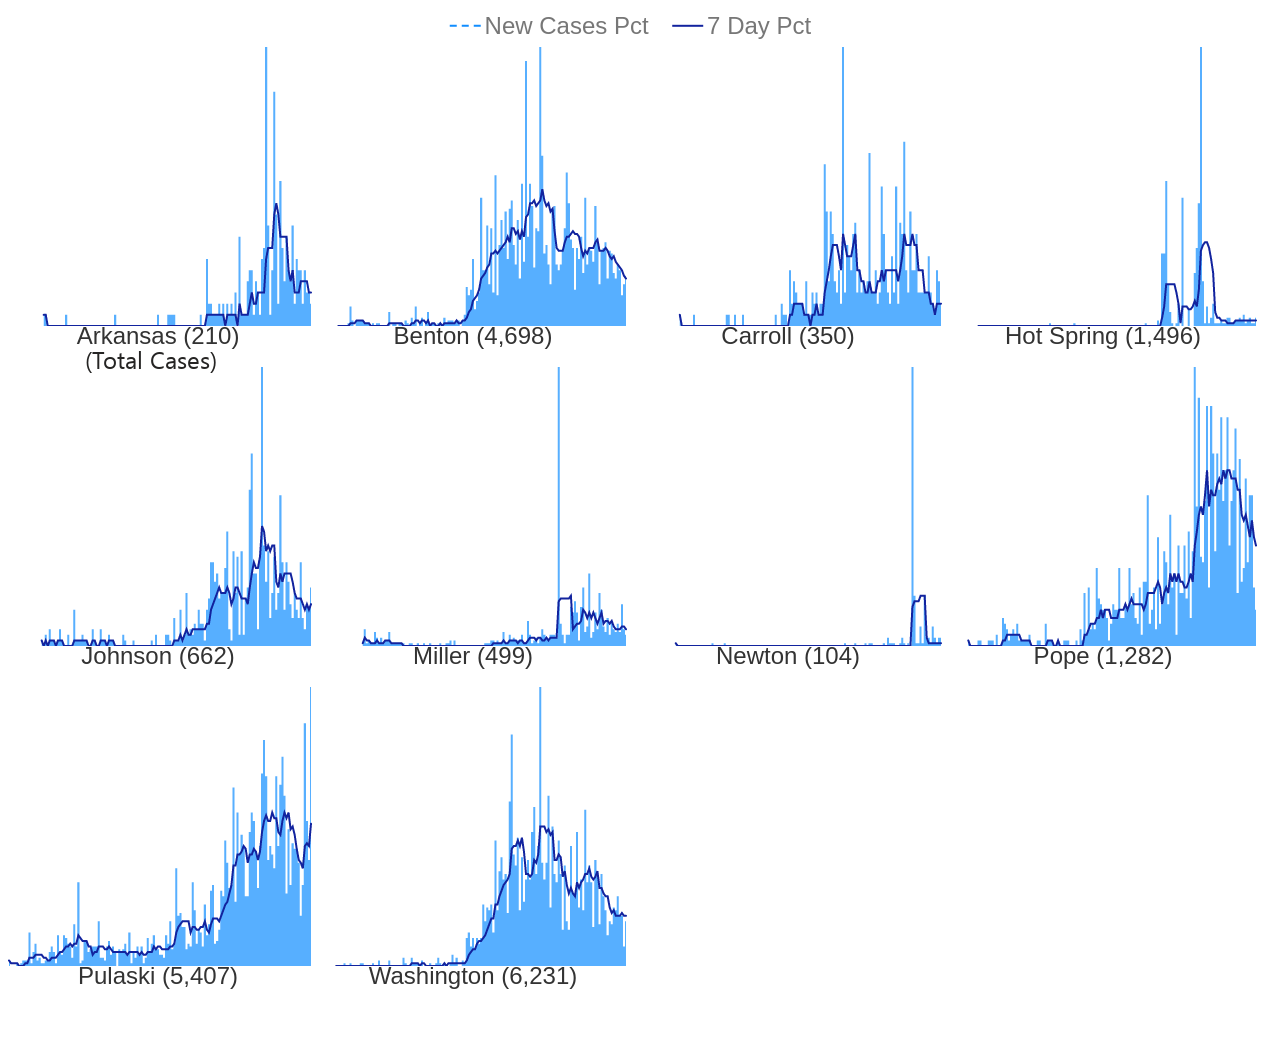 New Cases Pct 7 Day Pct
Arkansas (210)
(Total Cases)
Benton (4,698)
Carroll (350)
Hot Spring (1,496)
Johnson (662)
Miller (499)
Newton (104)
Pope (1,282)
Pulaski (5,407)
Washington (6,231)